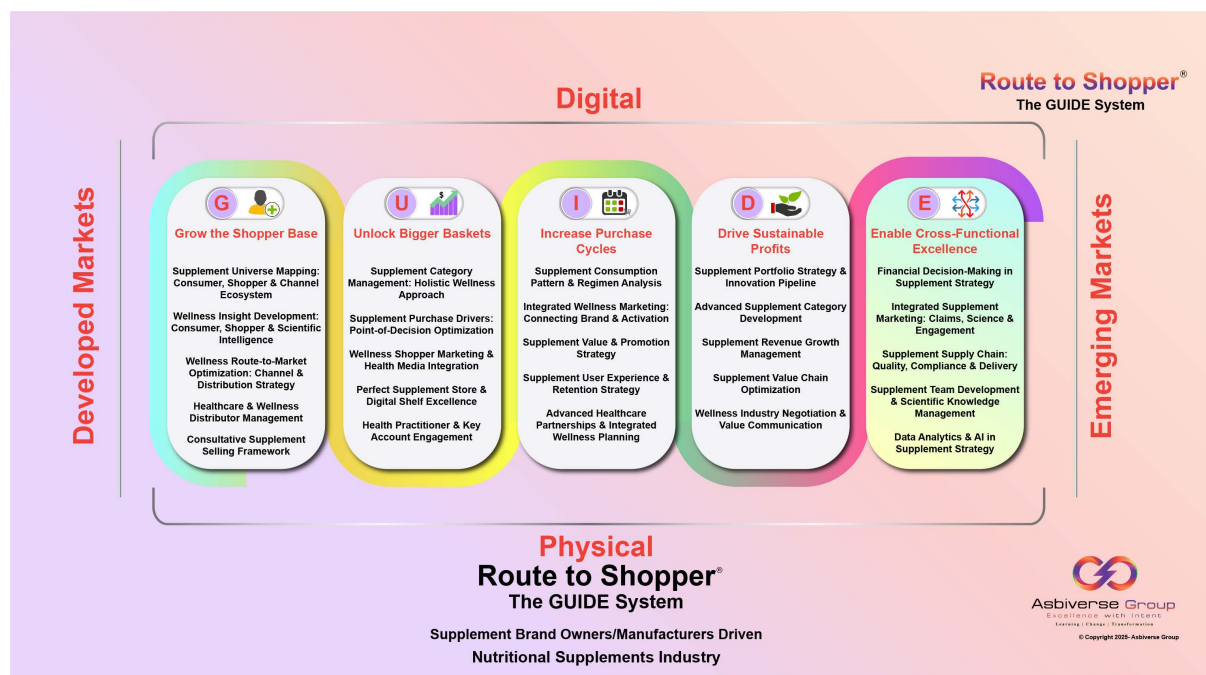 Digital
Route to Shopper®
The GUIDE System
Developed Markets
G
Grow the Shopper Base
Supplement Universe Mapping:
Consumer, Shopper & Channel
Ecosystem
Wellness Insight Development:
Consumer, Shopper & Scientific
Intelligence
Wellness Route-to-Market
Optimization: Channel &
Distribution Strategy
Healthcare & Wellness
Distributor Management
Consultative Supplement
Selling Framework
U
$
Unlock Bigger Baskets
Supplement Category
Management: Holistic Wellness
Approach
Supplement Purchase Drivers:
Point-of-Decision Optimization
Wellness Shopper Marketing &
Health Media Integration
Perfect Supplement Store &
Digital Shelf Excellence
Health Practitioner & Key
Account Engagement
I
Increase Purchase
Cycles
Supplement Consumption
Pattern & Regimen Analysis
Integrated Wellness Marketing:
Connecting Brand & Activation
Supplement Value & Promotion
Strategy
Supplement User Experience &
Retention Strategy
Advanced Healthcare
Partnerships & Integrated
Wellness Planning
D
Drive Sustainable
Profits
Supplement Portfolio Strategy &
Innovation Pipeline
Advanced Supplement Category
Development
Supplement Revenue Growth
Management
Supplement Value Chain
Optimization
Wellness Industry Negotiation &
Value Communication
E
Enable Cross-Functional
Excellence
Financial Decision-Making in
Supplement Strategy
Integrated Supplement
Marketing: Claims, Science &
Engagement
Supplement Supply Chain:
Quality, Compliance & Delivery
Supplement Team Development
& Scientific Knowledge
Management
Data Analytics & AI in
Supplement Strategy
Emerging Markets
Physical
Route to Shopper®
The GUIDE System
Supplement Brand Owners/Manufacturers Driven
Nutritional Supplements Industry
Asbiverse Group
Excellence with Intent
Learning | Change | Transformation
© Copyright 2025- Asbiverse Group